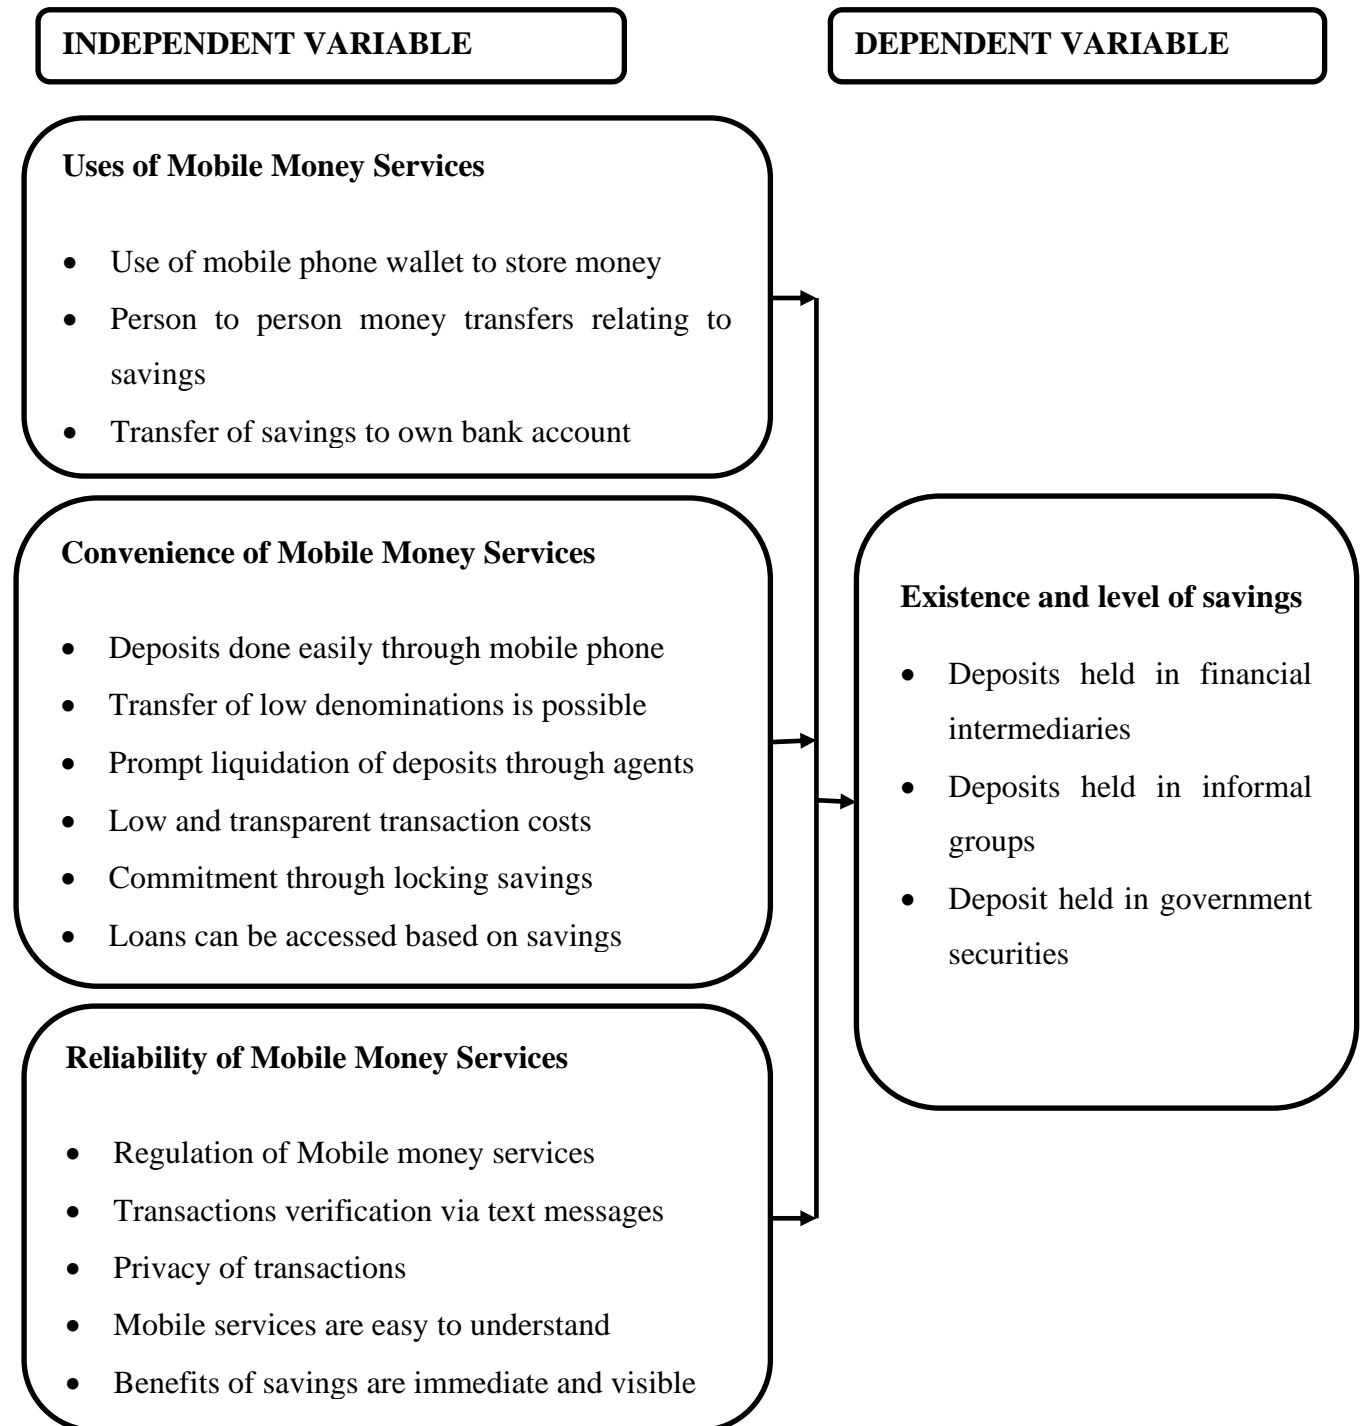 INDEPENDENT VARIABLE
DEPENDENT VARIABLE
Uses of Mobile Money Services
• Use of mobile phone wallet to store money
• Person to person money transfers relating to
savings
• Transfer of savings to own bank account
Convenience of Mobile Money Services
• Deposits done easily through mobile phone
• Transfer of low denominations is possible
• Prompt liquidation of deposits through agents
• Low and transparent transaction costs
• Commitment through locking savings
• Loans can be accessed based on savings
Reliability of Mobile Money Services
• Regulation of Mobile money services
• Transactions verification via text messages
• Privacy of transactions
• Mobile services are easy to understand
• Benefits of savings are immediate and visible
Existence and level of savings
• Deposits held in financial
intermediaries
• Deposits held in informal
groups
• Deposit held in government
securities